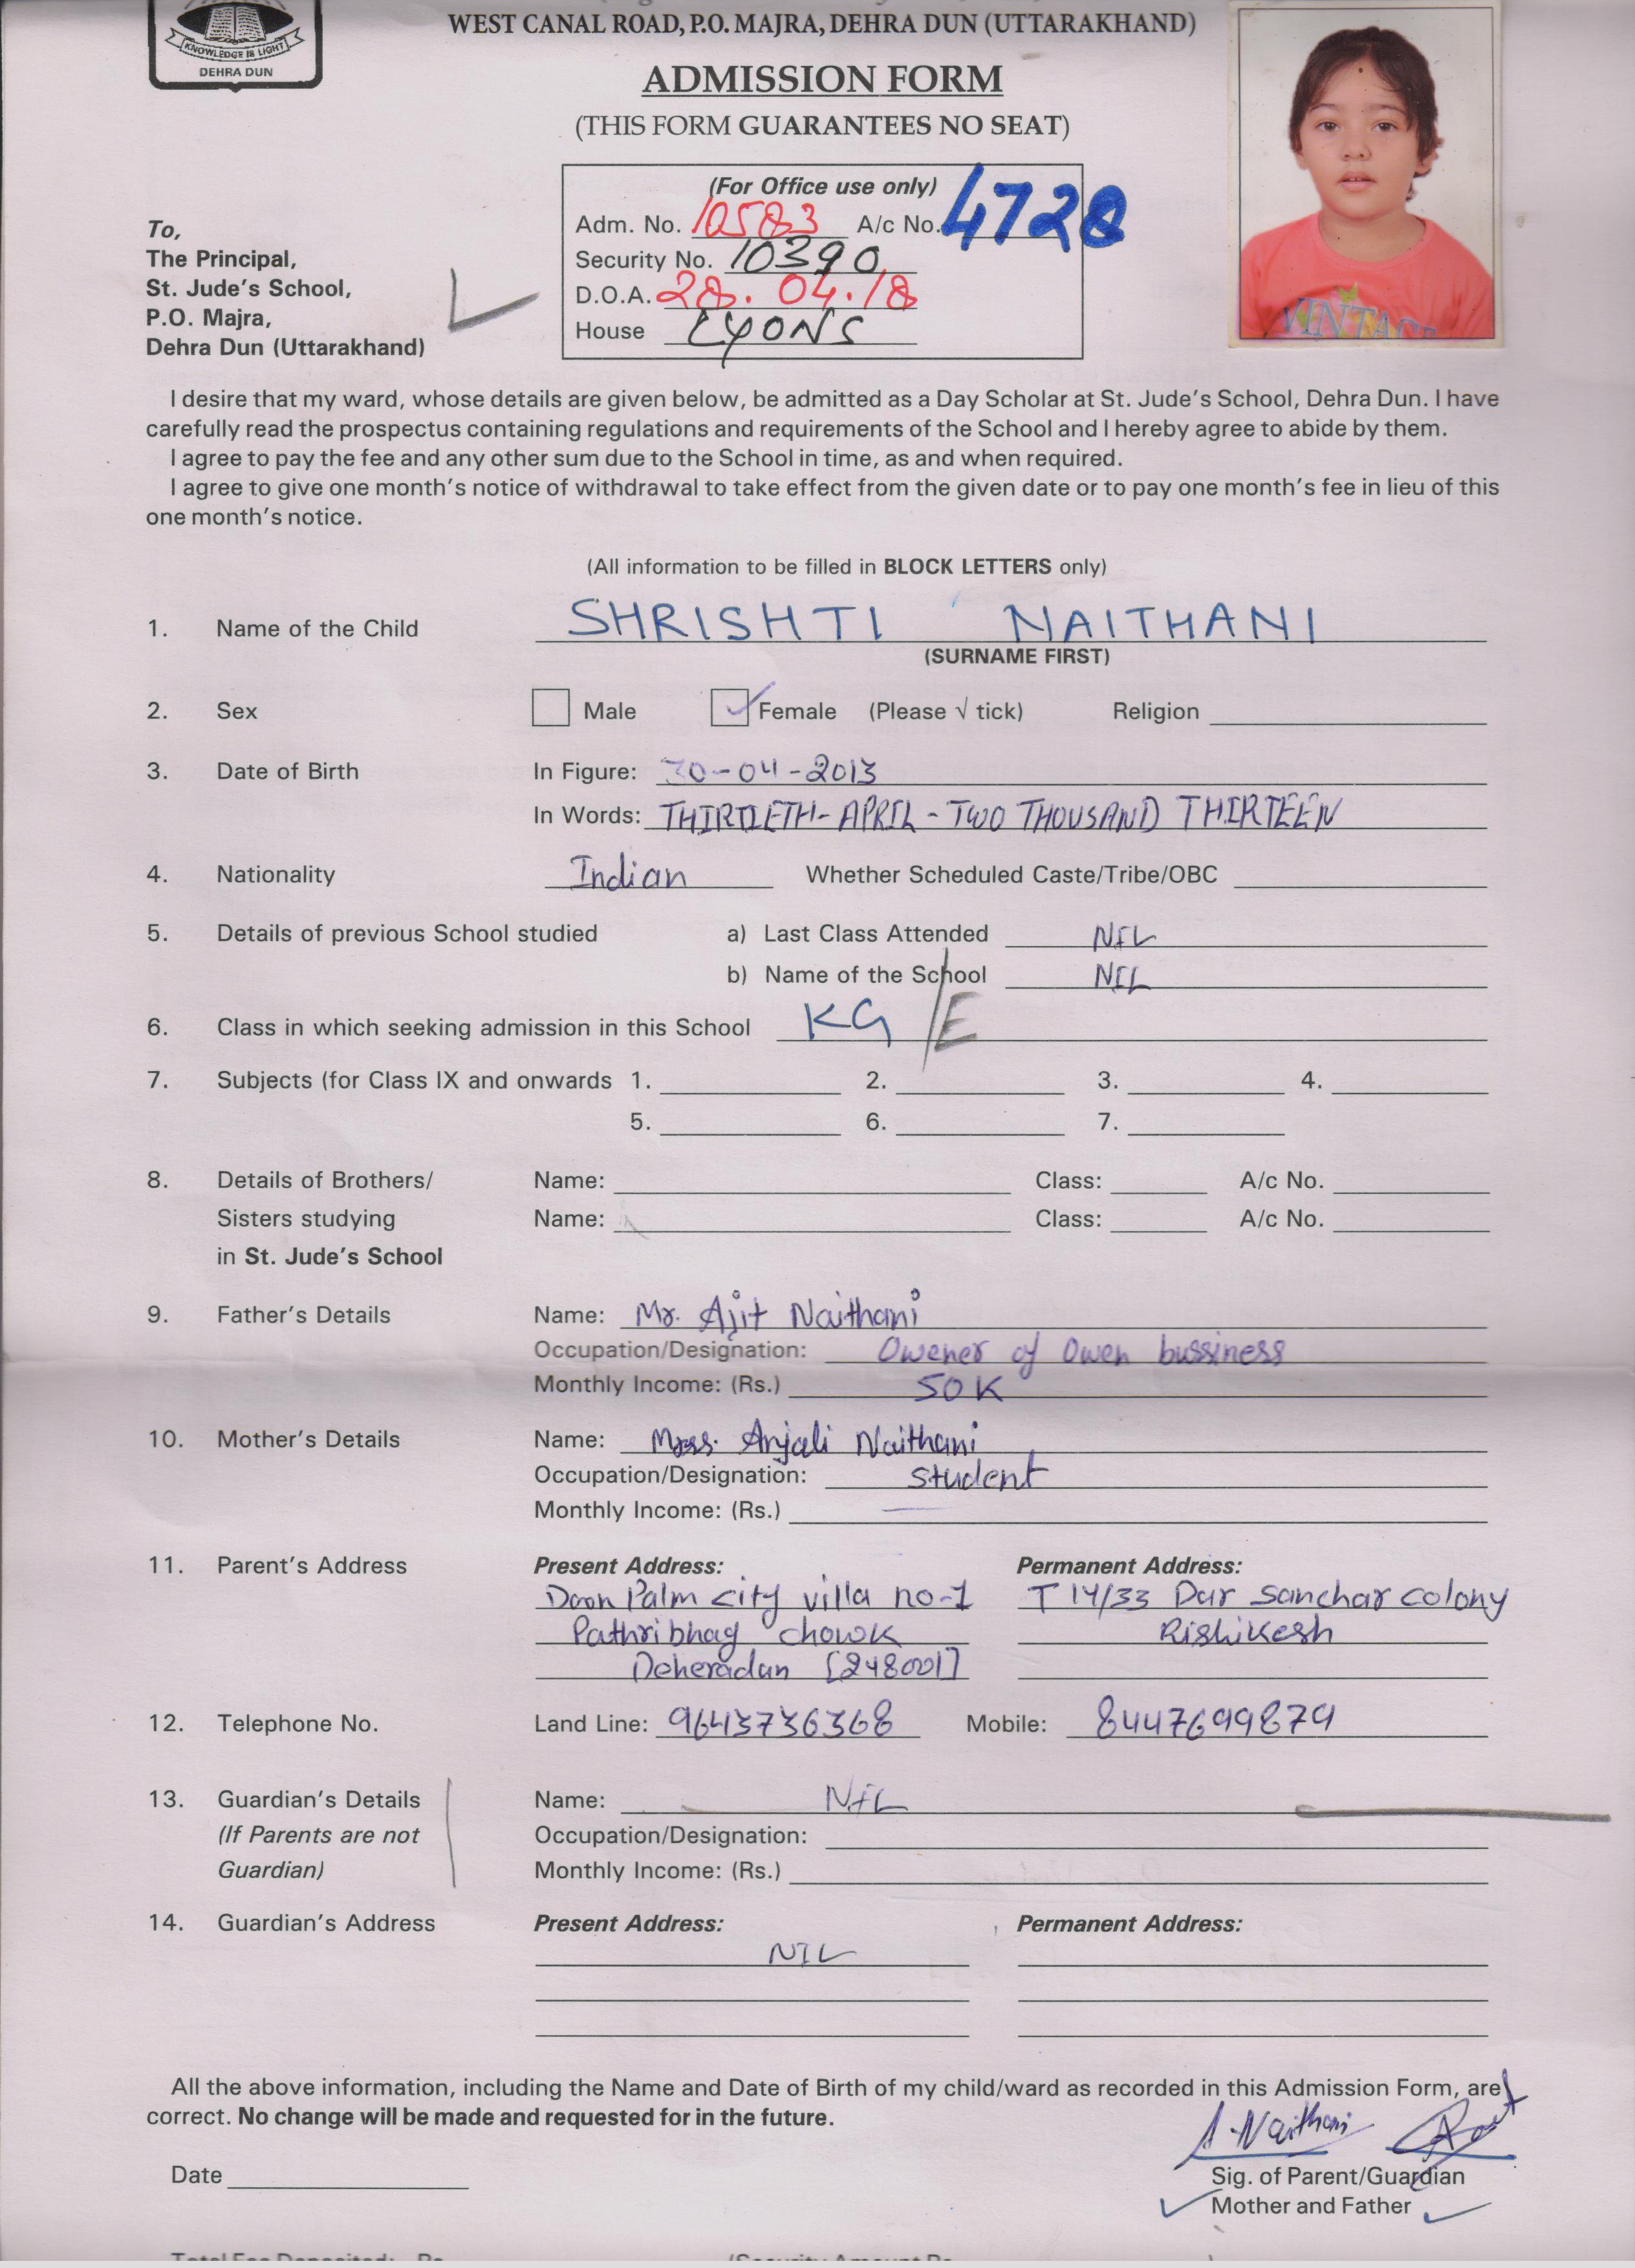 KNOWLEDGE IS LIGHT
DEHRA DUN
WEST CANAL ROAD, P.O. MAJRA, DEHRA DUN (UTTARAKHAND)
ADMISSION FORM
(THIS FORM GUARANTEES NO SEAT)
(For Office use only)
Adm. No. 10583 A/c No. 4728
Security No. 10390
D.O.A. 28.04.18
House LYONS
To,
The Principal,
St. Jude's School,
P.O. Majra,
Dehra Dun (Uttarakhand)
VINTAGE
I desire that my ward, whose details are given below, be admitted as a Day Scholar at St. Jude's School, Dehra Dun. I have
carefully read the prospectus containing regulations and requirements of the School and I hereby agree to abide by them.
I agree to pay the fee and any other sum due to the School in time, as and when required.
I agree to give one month's notice of withdrawal to take effect from the given date or to pay one month's fee in lieu of this
one month's notice.
(All information to be filled in BLOCK LETTERS only)
1. Name of the Child SHRISHTI NAITHANI
(SURNAME FIRST)
2. Sex Male Female (Please √ tick) Religion
3. Date of Birth In Figure: 30-04-2013
In Words: THIRTIETH-APRIL-TWO THOUSAND THIRTEEN
4. Nationality Indian Whether Scheduled Caste/Tribe/OBC
5. Details of previous School studied a) Last Class Attended NIL
b) Name of the School NIL
6. Class in which seeking admission in this School KG/E
7. Subjects (for Class IX and onwards 1. 2. 3. 4.
5. 6. 7.
8. Details of Brothers/ Name: Class: A/c No.
Sisters studying Name: Class: A/c No.
in St. Jude's School
9. Father's Details Name: Mr. Ajit Naithani
Occupation/Designation: Owener of Owen bussiness
Monthly Income: (Rs.) 50K
10. Mother's Details Name: Anjali Naithani
Occupation/Designation: student
Monthly Income: (Rs.)
11. Parent's Address Present Address: Permanent Address:
Doon Palm city villa no-1 T 14/33 Dur sanchar colony
Pathribhag chowk Rishikesh
Deheradun [248001]
12. Telephone No. Land Line: 9643736368 Mobile: 8447699879
13. Guardian's Details Name: NIL
(If Parents are not Occupation/Designation:
Guardian) Monthly Income: (Rs.)
14. Guardian's Address Present Address: Permanent Address:
NIL
All the above information, including the Name and Date of Birth of my child/ward as recorded in this Admission Form, are
correct. No change will be made and requested for in the future.
A.Naithani
Date Sig. of Parent/Guardian
Mother and Father